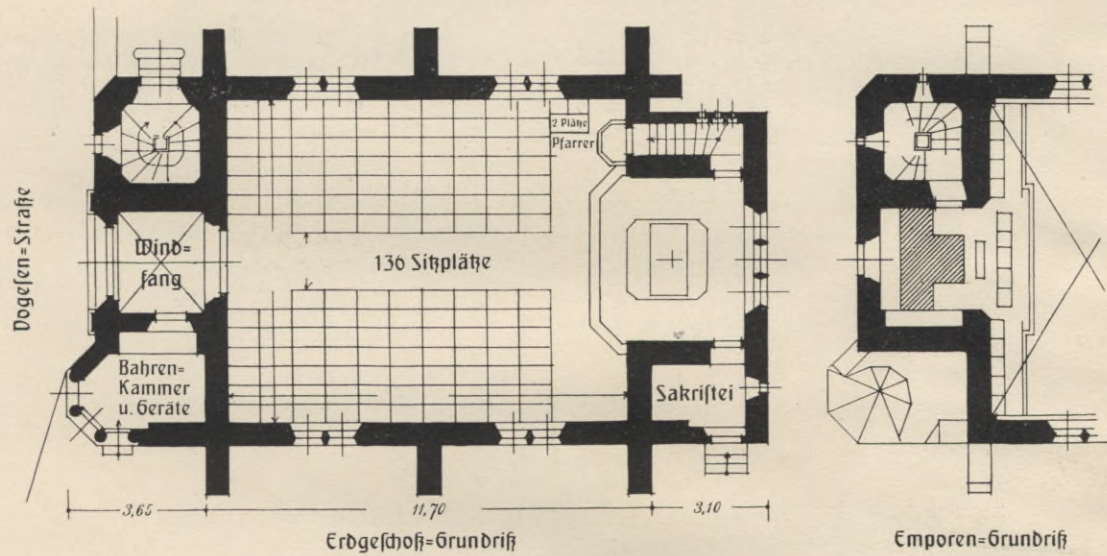 Dogesen=Straße
Wind=
fang
136 Sitzplätze
2 Plätze
Pfarrer
Bahren=
Kammer
u. Geräte
Sakristei
3,65
11,70
3,10
Erdgeschoß=Grundriß
Emporen=Grundriß